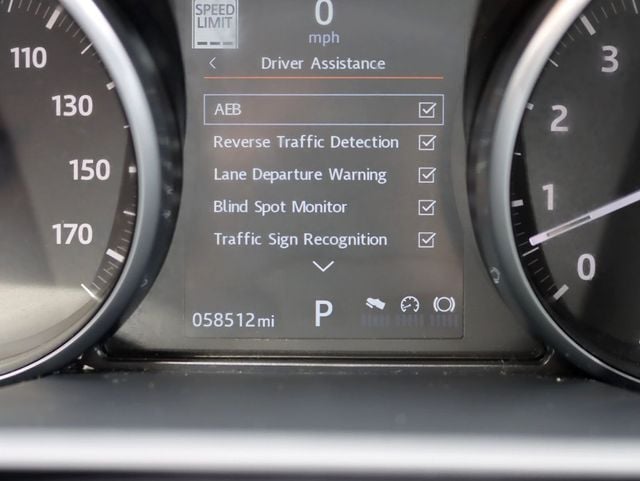 SPEED
LIMIT
0
mph
Driver Assistance
AEB
Reverse Traffic Detection
Lane Departure Warning
Blind Spot Monitor
Traffic Sign Recognition
058512mi
P
110
130
150
170
3
2
1
0